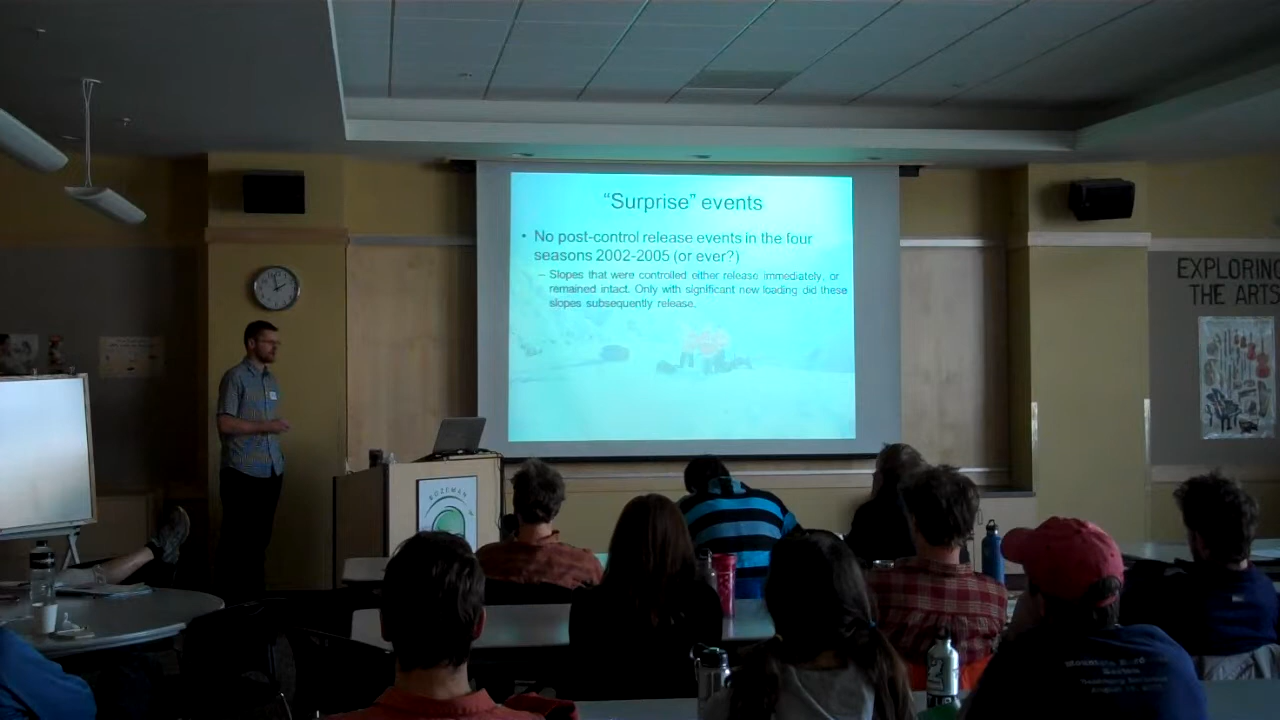 “Surprise” events
• No post-control release events in the four
seasons 2002-2005 (or ever?)
– Slopes that were controlled either release immediately, or
remained intact. Only with significant new loading did these
slopes subsequently release.
EXPLORING
THE ARTS
BOZEMAN